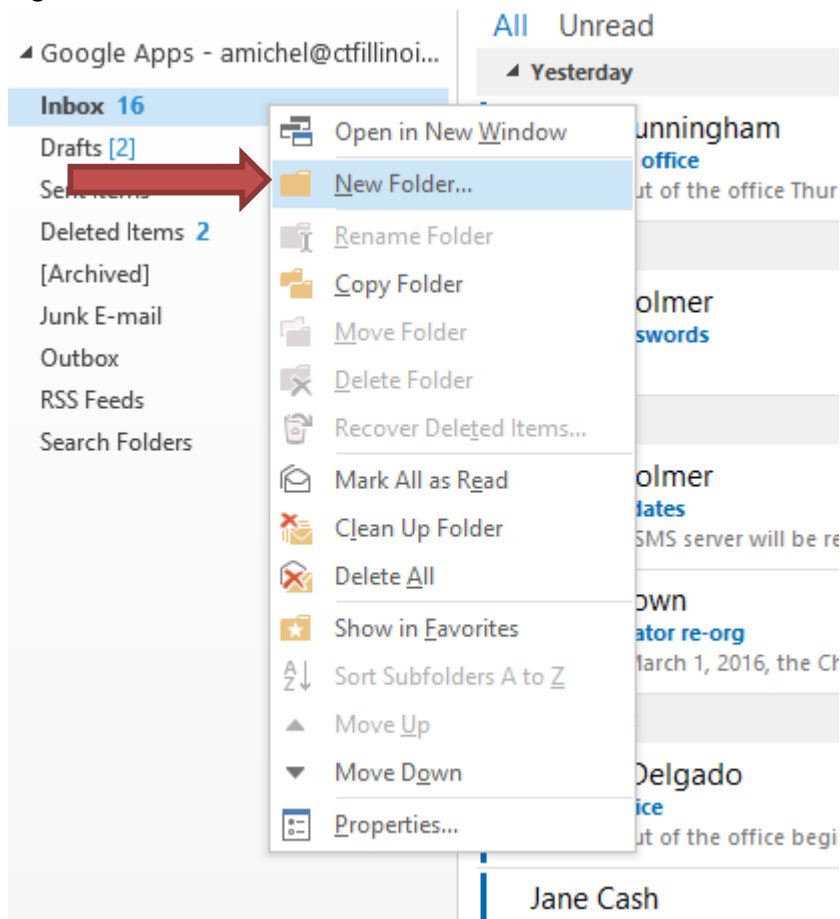 All Unread
Google Apps - amichel@ctfillinoi...
Yesterday
Inbox 16
Drafts [2]
Deleted Items 2
[Archived]
Junk E-mail
Outbox
RSS Feeds
Search Folders
Open in New Window
New Folder...
Rename Folder
Copy Folder
Move Folder
Delete Folder
Recover Deleted Items...
Mark All as Read
Clean Up Folder
Delete All
Show in Favorites
Sort Subfolders A to Z
Move Up
Move Down
Properties...
unningham
office
ut of the office Thur
olmer
swords
olmer
dates
SMS server will be re
own
ator re-org
March 1, 2016, the Ch
Delgado
ice
ut of the office begi
Jane Cash